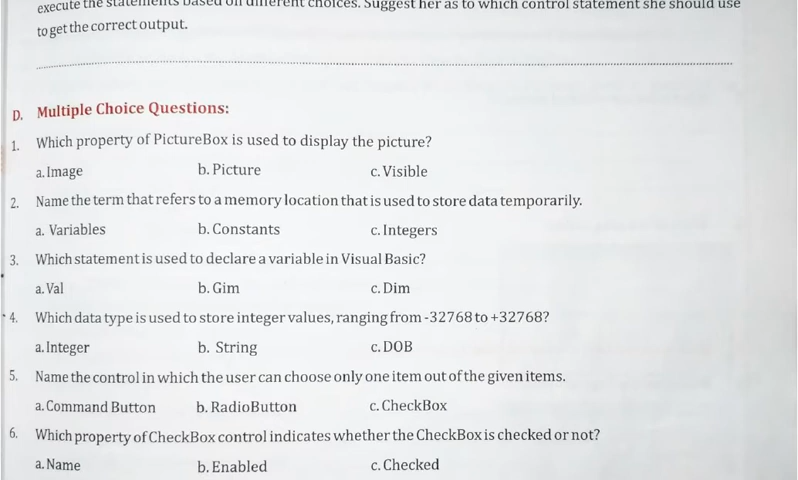 execute the statements based on different choices. Suggest her as to which control statement she should use
to get the correct output.
D. Multiple Choice Questions:
1. Which property of PictureBox is used to display the picture?
a. Image b. Picture c. Visible
2. Name the term that refers to a memory location that is used to store data temporarily.
a. Variables b. Constants c. Integers
3. Which statement is used to declare a variable in Visual Basic?
a. Val b. Gim c. Dim
4. Which data type is used to store integer values, ranging from -32768 to +32768?
a. Integer b. String c. DOB
5. Name the control in which the user can choose only one item out of the given items.
a. Command Button b. RadioButton c. CheckBox
6. Which property of CheckBox control indicates whether the CheckBox is checked or not?
a. Name b. Enabled c. Checked